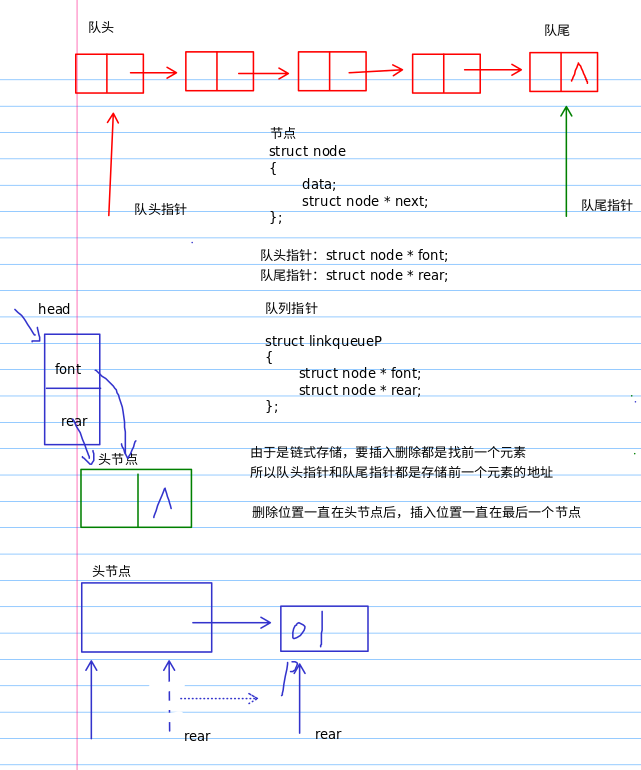 队头
队尾
∧
节点
struct node
{
data;
struct node * next;
};
队头指针
队尾指针
队头指针：struct node * font;
队尾指针：struct node * rear;
队列指针
head
struct linkqueueP
{
struct node * font;
struct node * rear;
};
font
rear
头节点
∧
由于是链式存储，要插入删除都是找前一个元素
所以队头指针和队尾指针都是存储前一个元素的地址
删除位置一直在头节点后，插入位置一直在最后一个节点
头节点
0
p
rear
rear